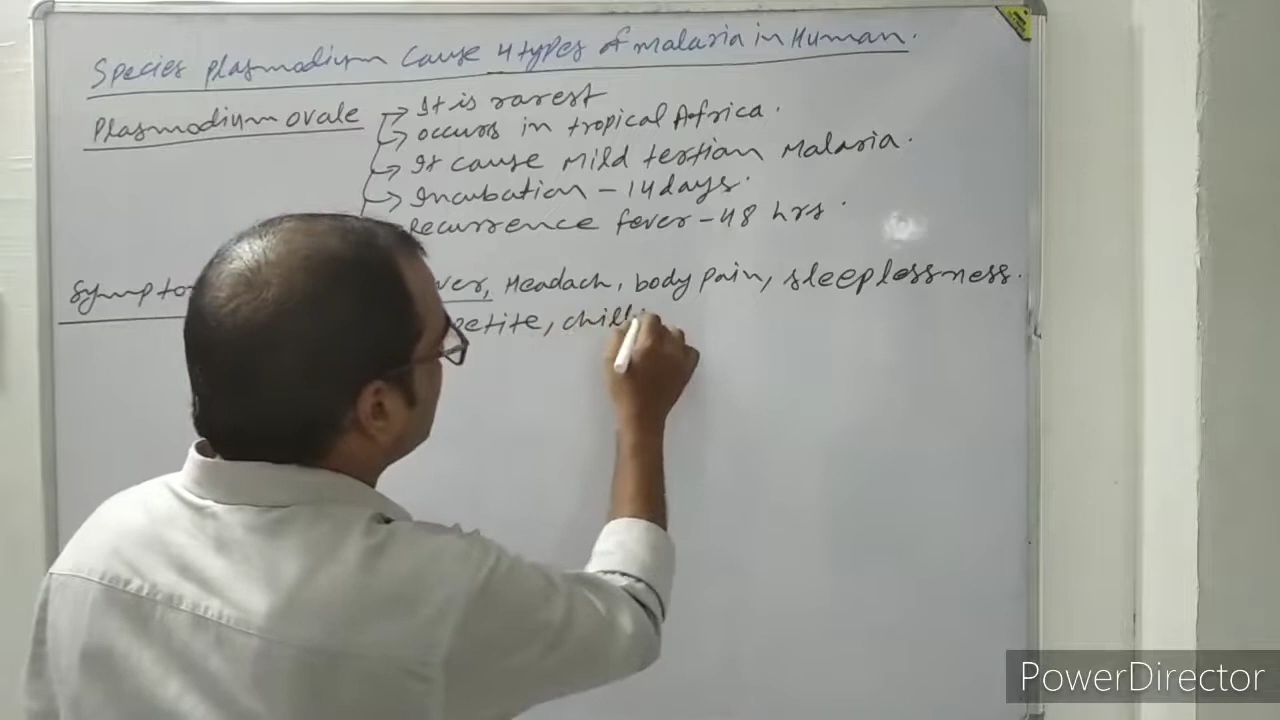 Species plasmodium cause 4 types of malaria in Human.
Plasmodium ovale
It is rarest
occurs in tropical Africa.
It cause Mild tertian Malaria.
Incubation - 14 days.
Recurrence fever - 48 hrs.
Sympto ver, Headach, body pain, sleeplessness.
petite, chill
PowerDirector